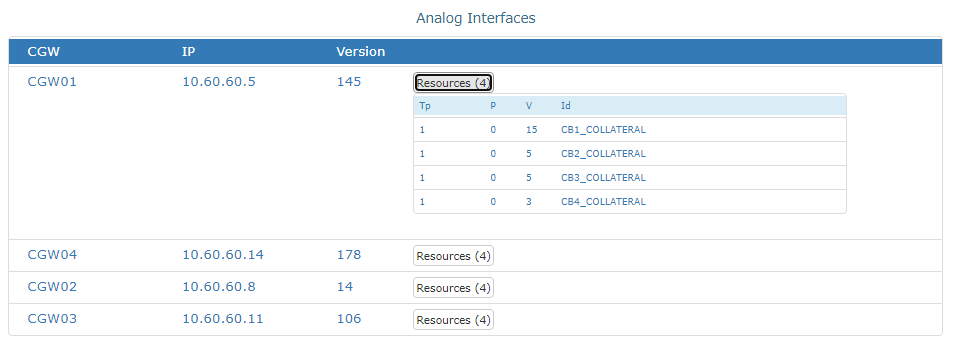 Analog Interfaces
CGW IP Version
CGW01 10.60.60.5 145 Resources (4)
Tp P V Id
1 0 15 CB1_COLLATERAL
1 0 5 CB2_COLLATERAL
1 0 5 CB3_COLLATERAL
1 0 3 CB4_COLLATERAL
CGW04 10.60.60.14 178 Resources (4)
CGW02 10.60.60.8 14 Resources (4)
CGW03 10.60.60.11 106 Resources (4)